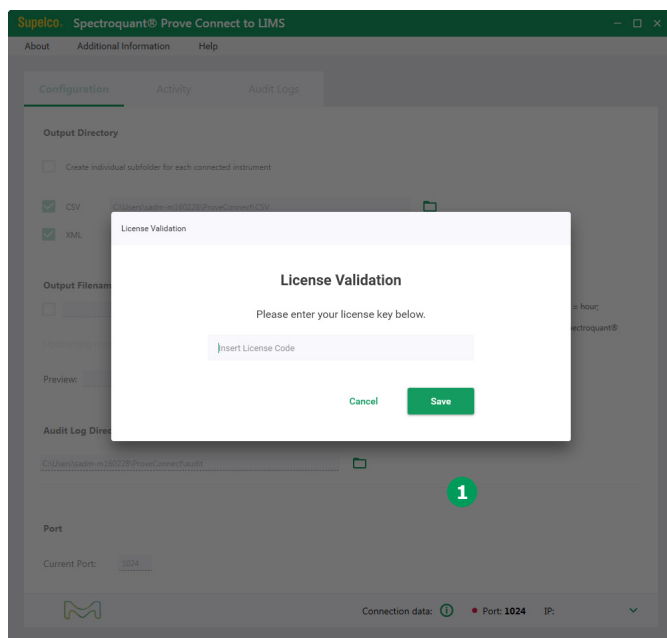 Supelco. Spectroquant® Prove Connect to LIMS
About Additional Information Help
Configuration Activity Audit Logs
Output Directory
Create individual subfolder for each connected instrument
CSV
XML
License Validation
License Validation
Please enter your license key below.
Insert License Code
Cancel Save
Output Filenam
= hour;
ectroquant®
Preview:
Audit Log Direc
1
Port
Current Port: 1024
Connection data: Port: 1024 IP: